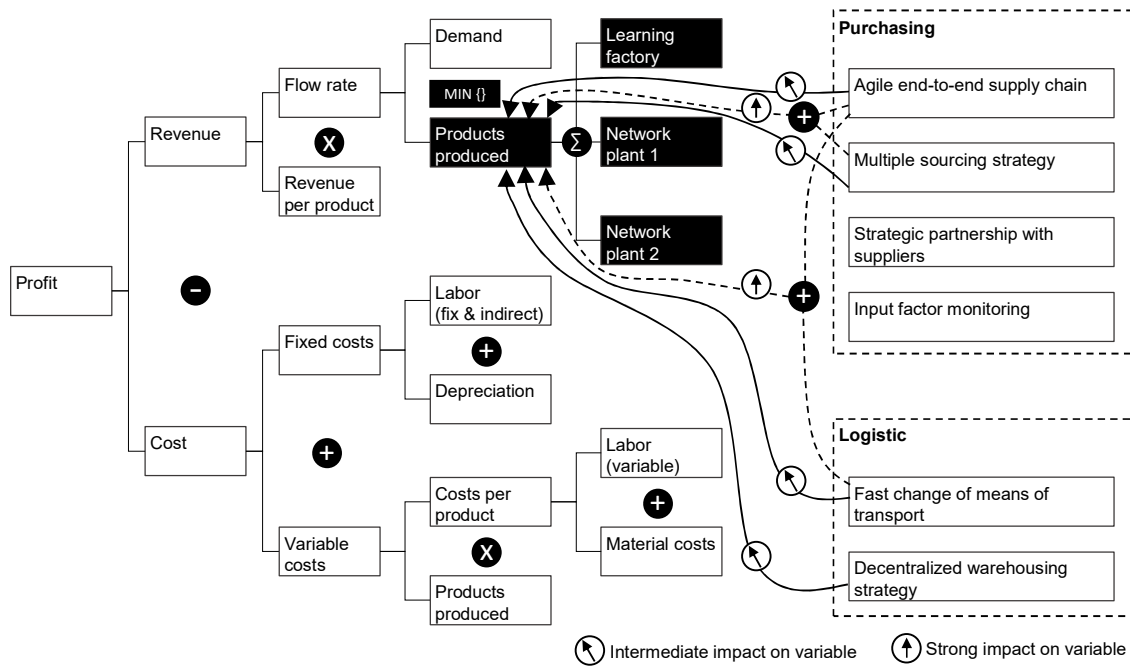 Profit
−
Revenue
Cost
Flow rate
X
Revenue
per product
Fixed costs
+
Variable
costs
Demand
MIN {}
Products
produced
∑
Learning
factory
Network
plant 1
Network
plant 2
Labor
(fix & indirect)
+
Depreciation
Costs per
product
X
Products
produced
Labor
(variable)
+
Material costs
+
+
Purchasing
Agile end-to-end supply chain
Multiple sourcing strategy
Strategic partnership with
suppliers
Input factor monitoring
Logistic
Fast change of means of
transport
Decentralized warehousing
strategy
Intermediate impact on variable
Strong impact on variable